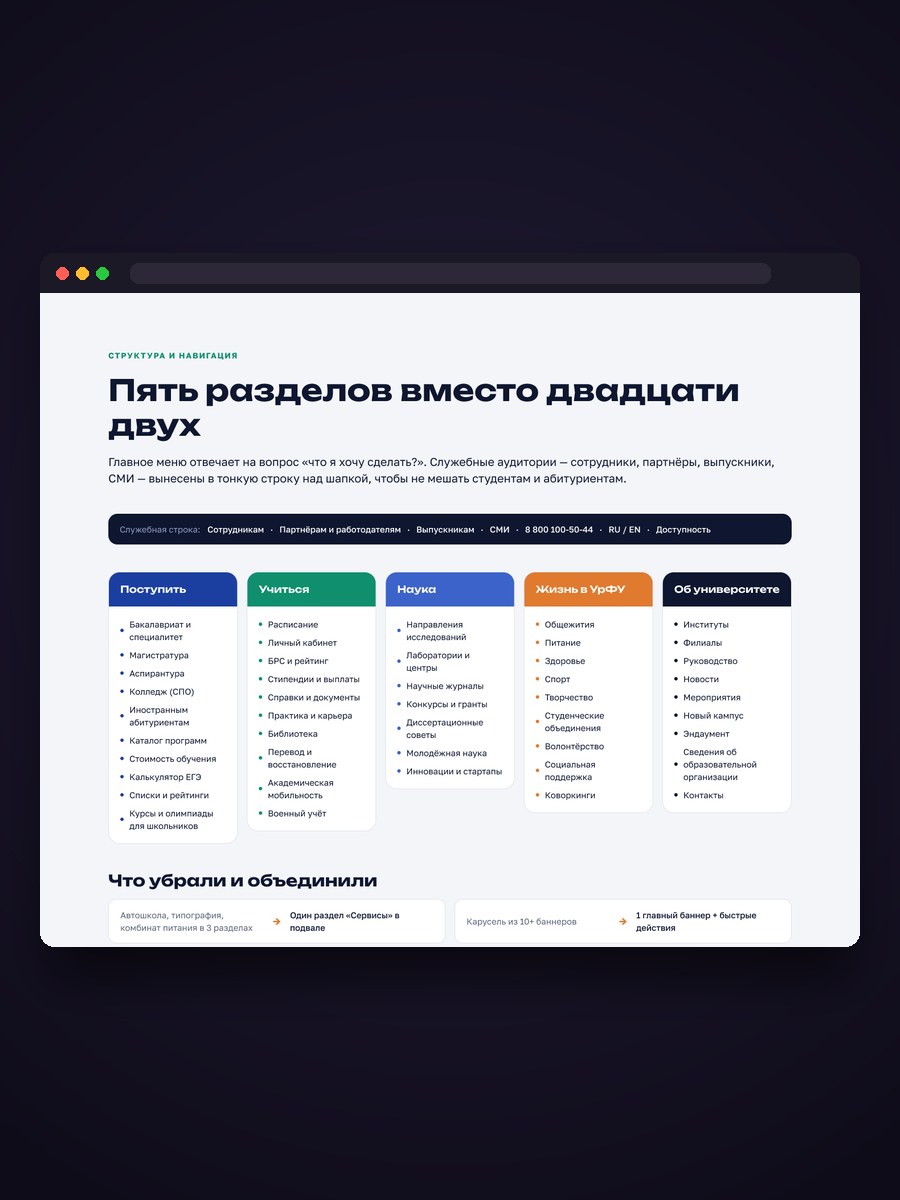 СТРУКТУРА И НАВИГАЦИЯ
Пять разделов вместо двадцати
двух
Главное меню отвечает на вопрос «что я хочу сделать?». Служебные аудитории — сотрудники, партнёры, выпускники,
СМИ — вынесены в тонкую строку над шапкой, чтобы не мешать студентам и абитуриентам.
Служебная строка: Сотрудникам · Партнёрам и работодателям · Выпускникам · СМИ · 8 800 100-50-44 · RU / EN · Доступность
Поступить
Бакалавриат и
специалитет
Магистратура
Аспирантура
Колледж (СПО)
Иностранным
абитуриентам
Каталог программ
Стоимость обучения
Калькулятор ЕГЭ
Списки и рейтинги
Курсы и олимпиады
для школьников
Учиться
Расписание
Личный кабинет
БРС и рейтинг
Стипендии и выплаты
Справки и документы
Практика и карьера
Библиотека
Перевод и
восстановление
Академическая
мобильность
Военный учёт
Наука
Направления
исследований
Лаборатории и
центры
Научные журналы
Конкурсы и гранты
Диссертационные
советы
Молодёжная наука
Инновации и стартапы
Жизнь в УрФУ
Общежития
Питание
Здоровье
Спорт
Творчество
Студенческие
объединения
Волонтёрство
Социальная
поддержка
Коворкинги
Об университете
Институты
Филиалы
Руководство
Новости
Мероприятия
Новый кампус
Эндаумент
Сведения об
образовательной
организации
Контакты
Что убрали и объединили
Автошкола, типография,
комбинат питания в 3 разделах
→
Один раздел «Сервисы» в
подвале
Карусель из 10+ баннеров
→
1 главный баннер + быстрые
действия